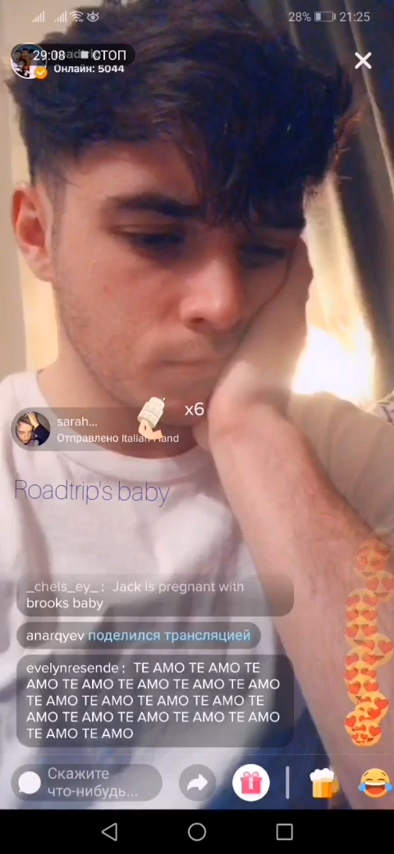 28% 21:25
29:08 СТОП
Онлайн: 5044
x6
sarah...
Отправлено Italian Hand
Roadtrip's baby
_chels_ey_ : Jack is pregnant with
brooks baby
anarqyev поделился трансляцией
evelynresende : TE AMO TE AMO TE
AMO TE AMO TE AMO TE AMO TE AMO
TE AMO TE AMO TE AMO TE AMO TE
AMO TE AMO TE AMO TE AMO TE AMO
TE AMO TE AMO
Скажите
что-нибудь...